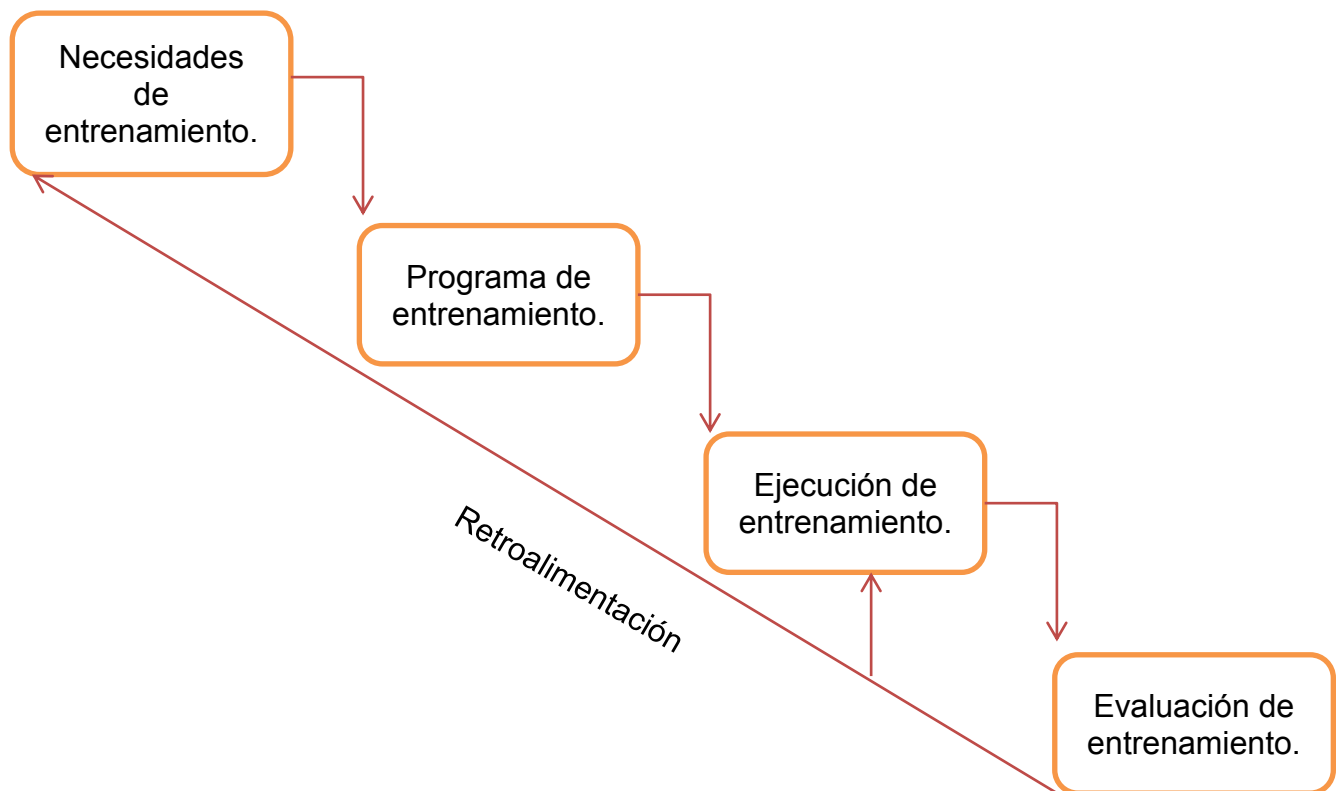 Necesidades
de
entrenamiento.
Programa de
entrenamiento.
Ejecución de
entrenamiento.
Retroalimentación
Evaluación de
entrenamiento.